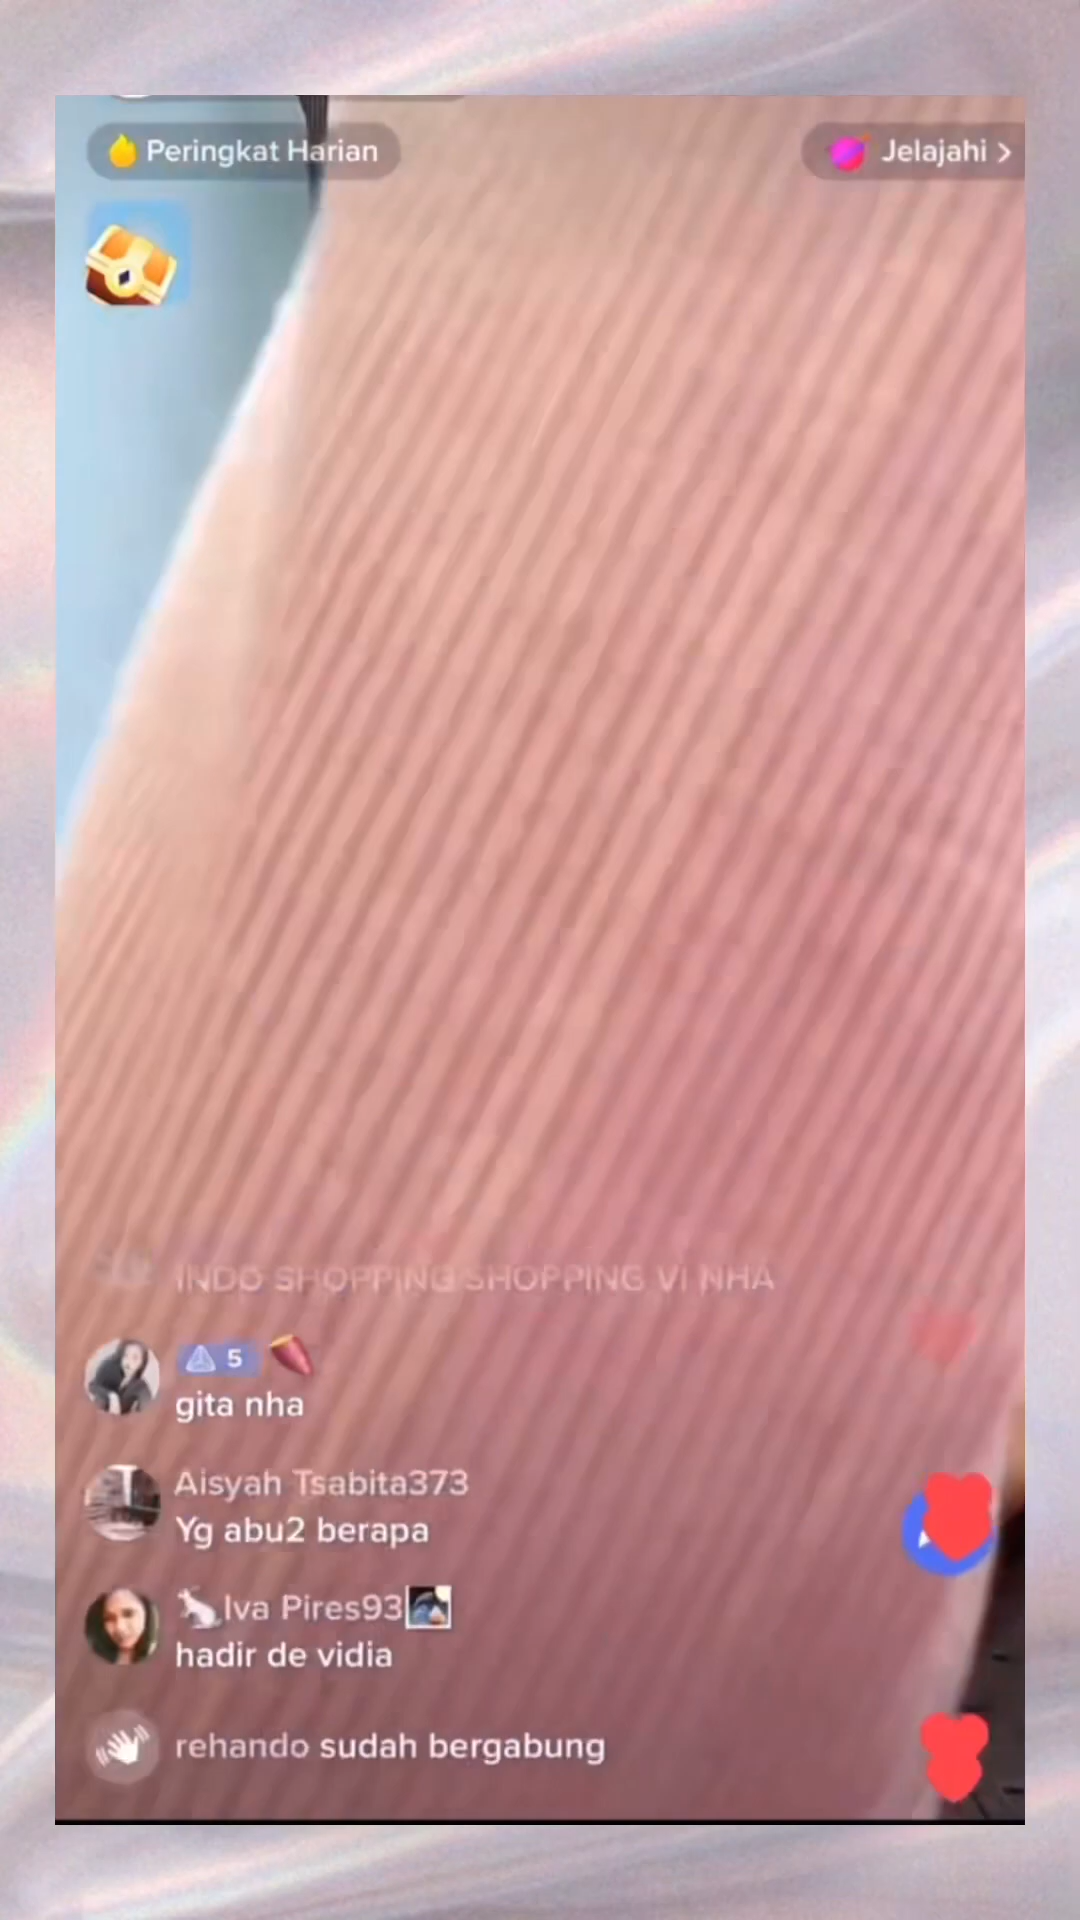 Peringkat Harian
Jelajahi >
INDO SHOPPING SHOPPING VI NHA
5
gita nha
Aisyah Tsabita373
Yg abu2 berapa
Iva Pires93
hadir de vidia
rehando sudah bergabung